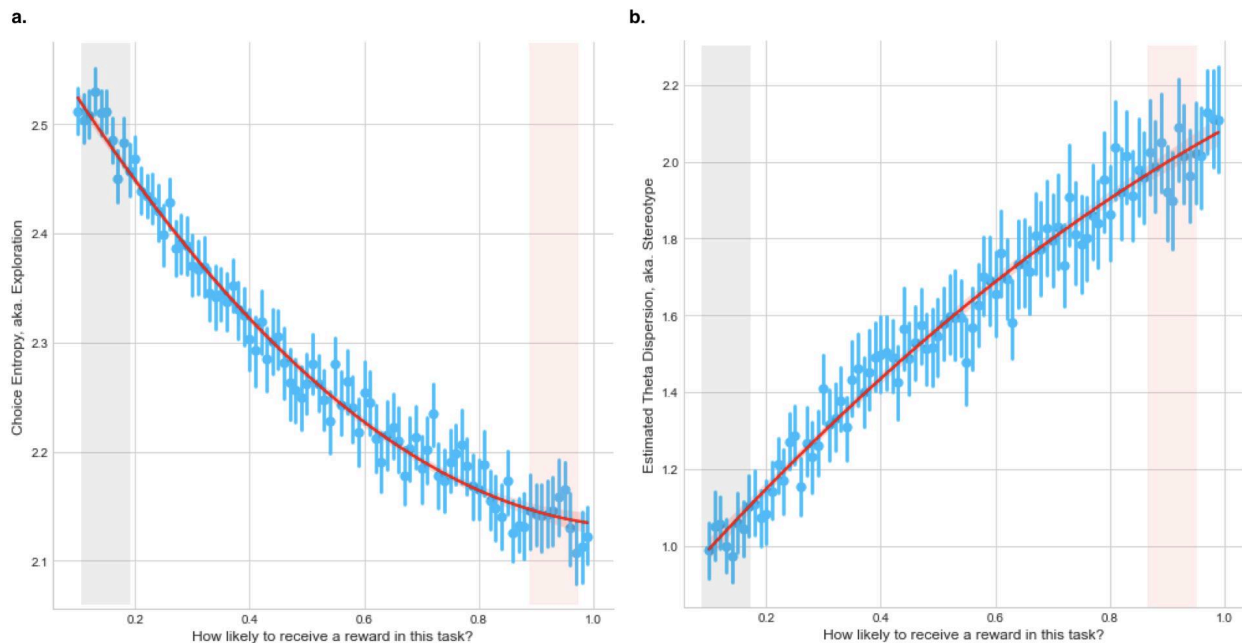 a.
Choice Entropy, aka. Exploration
2.5
2.4
2.3
2.2
2.1
0.2 0.4 0.6 0.8 1.0
How likely to receive a reward in this task?
b.
Estimated Theta Dispersion, aka. Stereotype
2.2
2.0
1.8
1.6
1.4
1.2
1.0
0.2 0.4 0.6 0.8 1.0
How likely to receive a reward in this task?